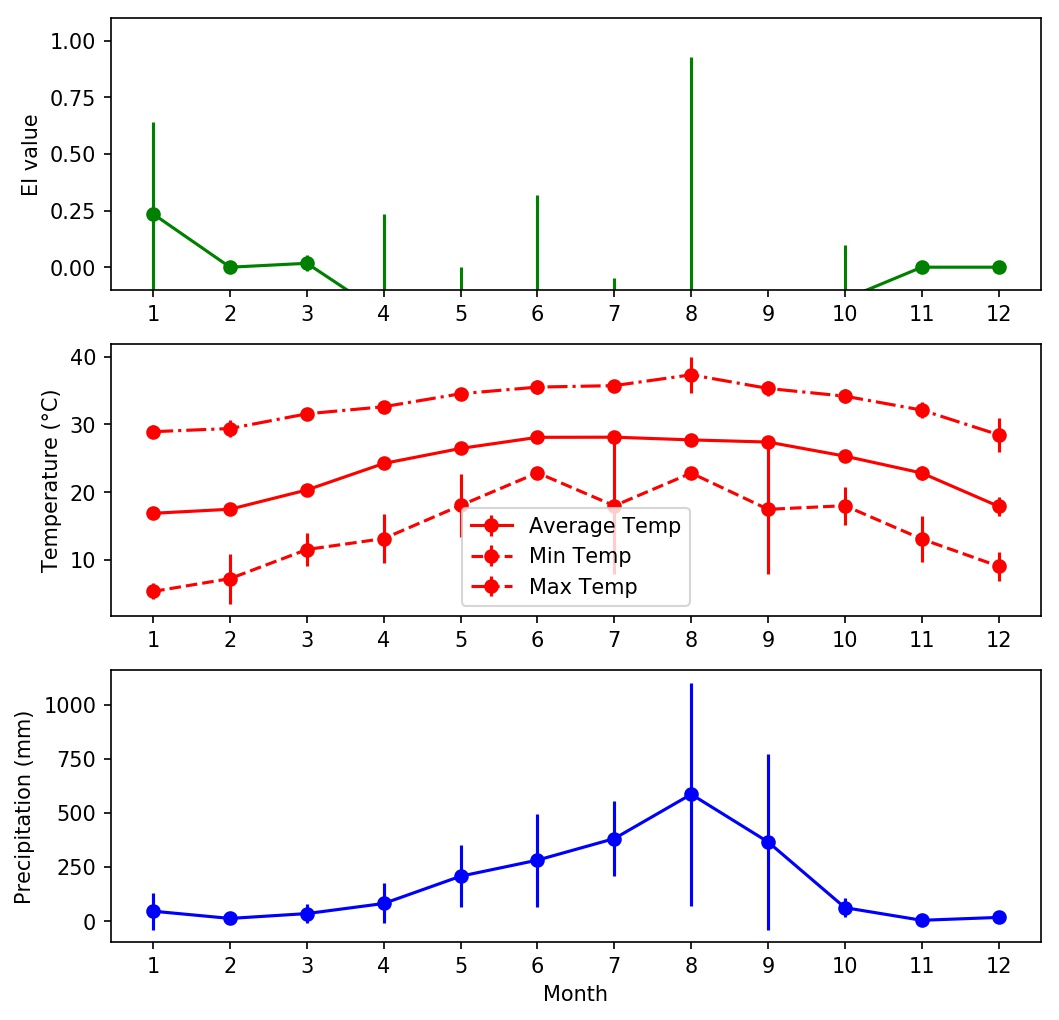 1.00
0.75
0.50
0.25
0.00
EI value
1 2 3 4 5 6 7 8 9 10 11 12
40
30
20
10
Temperature (°C)
Average Temp
Min Temp
Max Temp
1 2 3 4 5 6 7 8 9 10 11 12
1000
750
500
250
0
Precipitation (mm)
1 2 3 4 5 6 7 8 9 10 11 12
Month